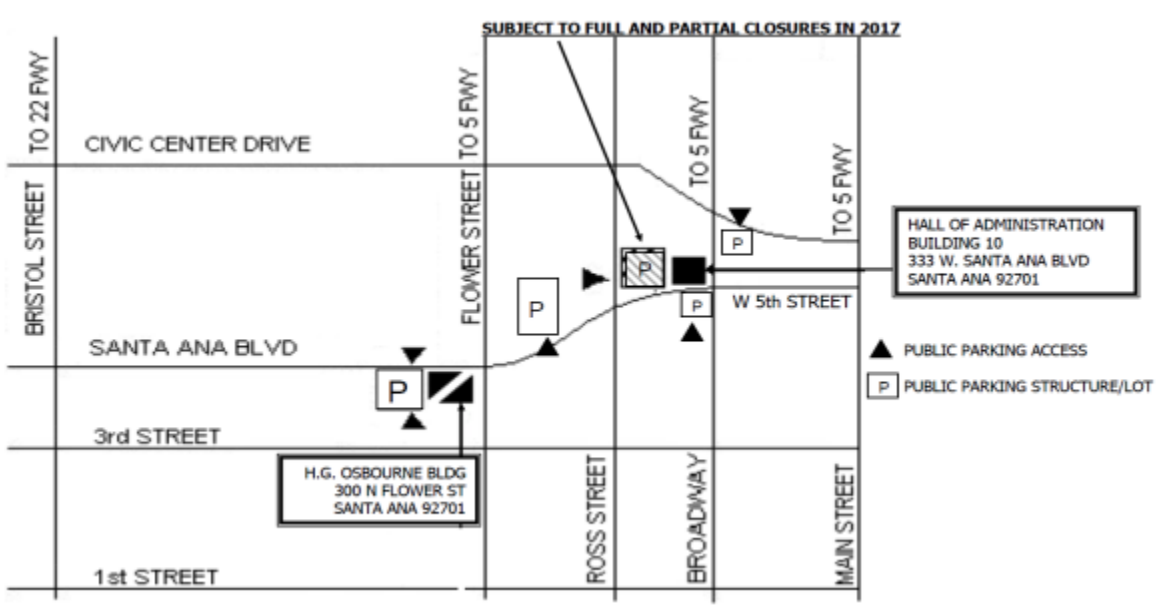 SUBJECT TO FULL AND PARTIAL CLOSURES IN 2017
TO 22 FWY
TO 5 FWY
TO 5 FWY
TO 5 FWY
CIVIC CENTER DRIVE
BRISTOL STREET
FLOWER STREET
P
HALL OF ADMINISTRATION
BUILDING 10
333 W. SANTA ANA BLVD
SANTA ANA 92701
P
P
P
W 5th STREET
SANTA ANA BLVD
PUBLIC PARKING ACCESS
P
P PUBLIC PARKING STRUCTURE/LOT
3rd STREET
H.G. OSBOURNE BLDG
300 N FLOWER ST
SANTA ANA 92701
ROSS STREET
BROADWAY
MAIN STREET
1st STREET